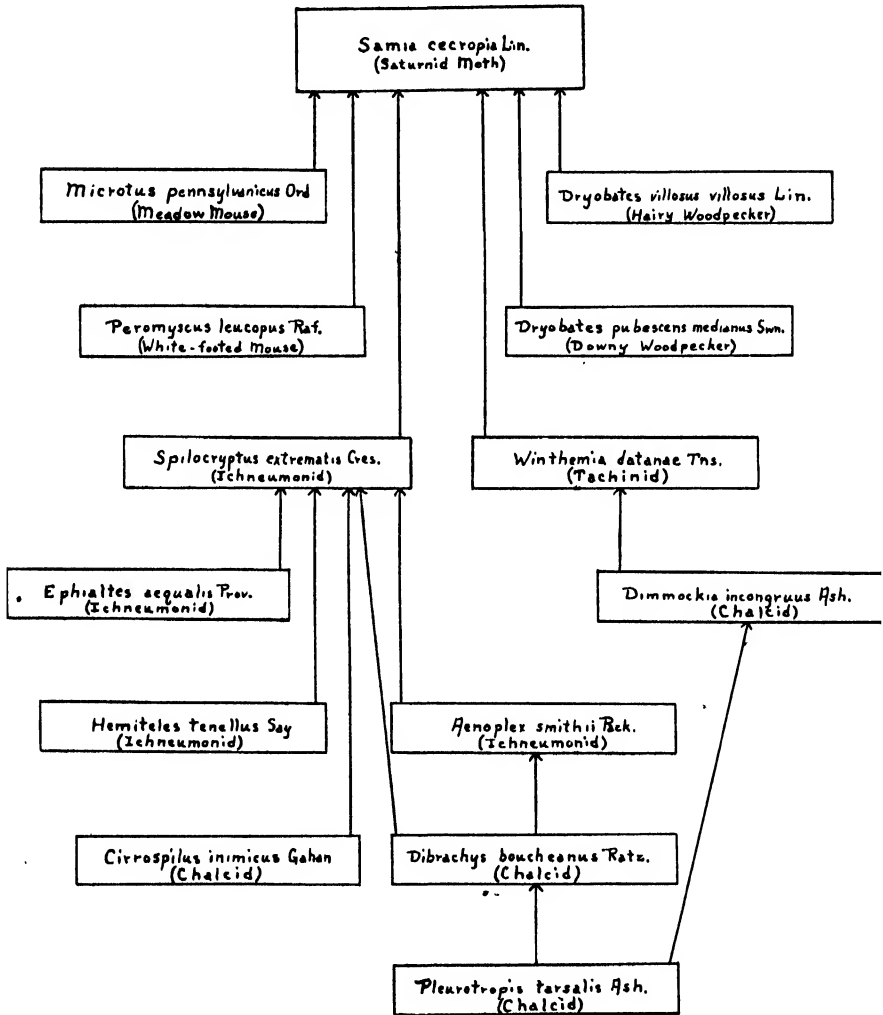 Samia cecropia Lin.
(Saturnid Moth)
Microtus pennsylvanicus Ord
(Meadow Mouse)
Dryobates villosus villosus Lin.
(Hairy Woodpecker)
Peromyscus leucopus Raf.
(White-footed Mouse)
Dryobates pubescens medianus Swn.
(Downy Woodpecker)
Spilocryptus extrematis Cres.
(Ichneumonid)
Winthemia datanae Tns.
(Tachinid)
Ephialtes aequalis Prov.
(Ichneumonid)
Dimmockia incongruus Ash.
(Chalcid)
Hemiteles tenellus Say
(Ichneumonid)
Aenoplex smithii Pack.
(Ichneumonid)
Cirrospilus inimicus Gahan
(Chalcid)
Dibrachys boucheanus Ratz.
(Chalcid)
Pleurotropis tarsalis Ash.
(Chalcid)